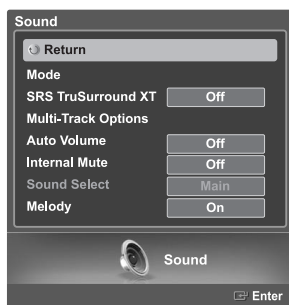 Sound
Return
Mode
SRS TruSurround XT Off
Multi-Track Options
Auto Volume Off
Internal Mute Off
Sound Select Main
Melody On
Sound
Enter